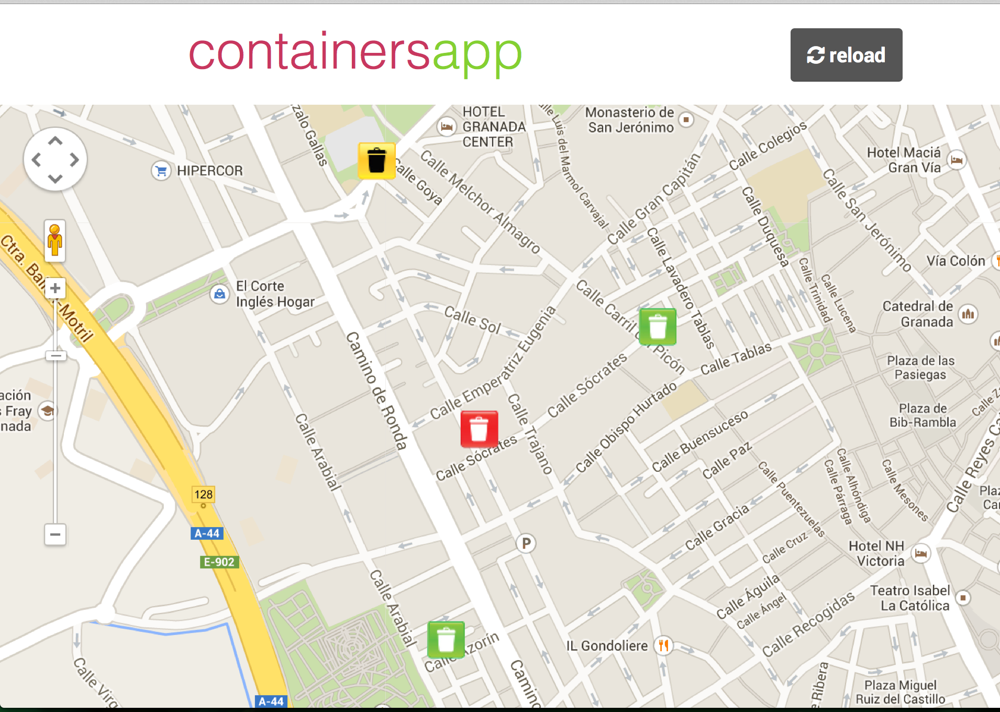 containersapp
reload
zalo Gallas
HOTEL
GRANADA
CENTER
Monasterio de
San Jerónimo
Calle Colegios
Hotel Maciá
Gran Vía
HIPERCOR
Calle Goya
Calle Melchor Almagro
alle Luis del Marmol Carvajal
Calle Gran Capitán
Calle San Jerónimo
Calle Duquesa
Calle Lavadero Tablas
Vía Colón
Ctra. Bailén-Motril
El Corte
Inglés Hogar
Calle Sol
Calle Emperatriz Eugenia
Calle Carril del Picón
Calle Trinidad
Calle Lucena
Catedral de
Granada
Camino de Ronda
Calle Tablas
Calle Sócrates
Plaza de las
Pasiegas
ación
s Fray
nada
Calle Trajano
Calle Obispo Hurtado
Calle Buensuceso
Plaza de
Bib-Rambla
Calle Z
Calle Arabial
Calle Sócrates
Calle Paz
Calle Puentezuelas
Calle Párraga
Calle Alhóndiga
Calle Mesones
Calle Reyes Ca
Plaz
Car
128
A-44
E-902
P
Calle Gracia
Calle Cruz
Hotel NH
Victoria
Calle Arabial
Calle Águila
Calle Ángel
Calle Recogidas
Teatro Isabel
La Católica
Calle Azorín
IL Gondoliere
Calle Virg
Camino
e Ribera
Plaza Miguel
Ruiz del Castillo
A-44